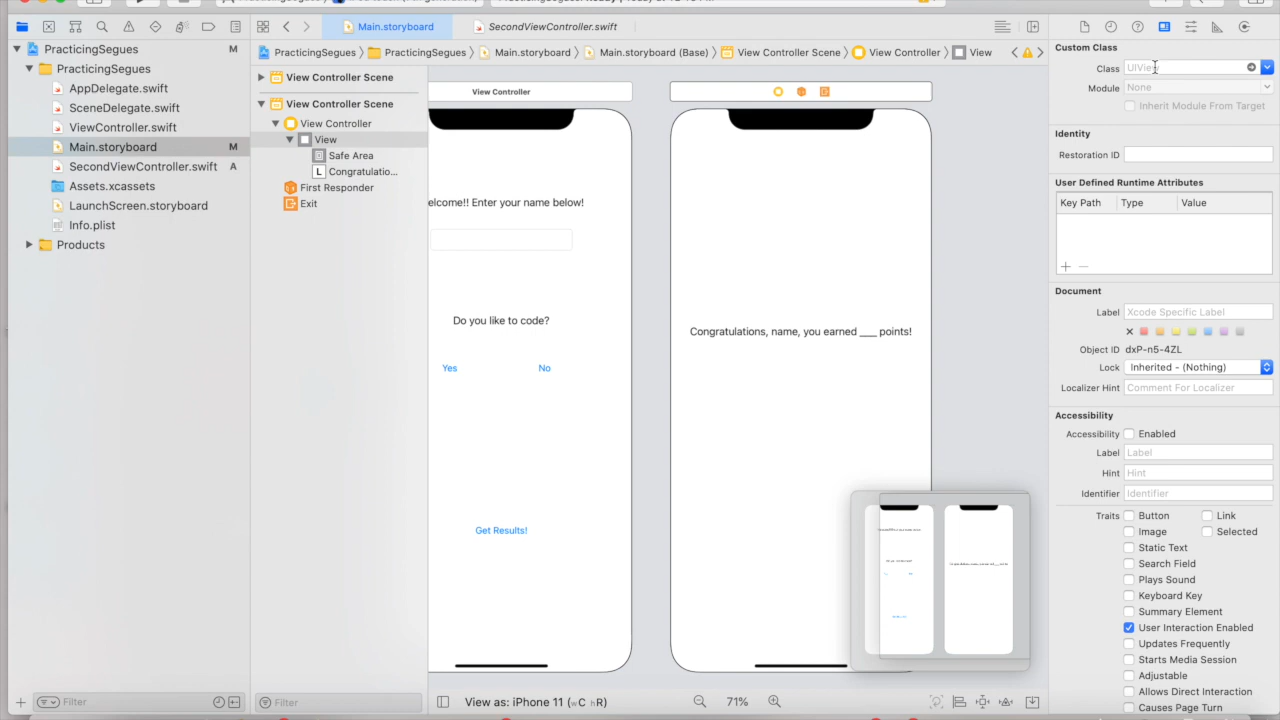 Main.storyboard
SecondViewController.swift
PracticingSegues
M
PracticingSegues
AppDelegate.swift
SceneDelegate.swift
ViewController.swift
Main.storyboard
M
SecondViewController.swift
A
Assets.xcassets
LaunchScreen.storyboard
Info.plist
Products
Filter
PracticingSegues
PracticingSegues
Main.storyboard
Main.storyboard (Base)
View Controller Scene
View Controller
View
View Controller Scene
View Controller Scene
View Controller
View
Safe Area
L Congratulatio...
First Responder
Exit
Filter
View Controller
elcome!! Enter your name below!
Do you like to code?
Yes
No
Get Results!
Congratulations, name, you earned ___ points!
View as: iPhone 11 (wC hR)
71%
Custom Class
Class UIView
Module None
Inherit Module From Target
Identity
Restoration ID
User Defined Runtime Attributes
Key Path Type Value
Document
Label Xcode Specific Label
Object ID dxP-n5-4ZL
Lock Inherited - (Nothing)
Localizer Hint Comment For Localizer
Accessibility
Accessibility Enabled
Label Label
Hint Hint
Identifier Identifier
Traits Button Link
Image Selected
Static Text
Search Field
Plays Sound
Keyboard Key
Summary Element
User Interaction Enabled
Updates Frequently
Starts Media Session
Adjustable
Allows Direct Interaction
Causes Page Turn